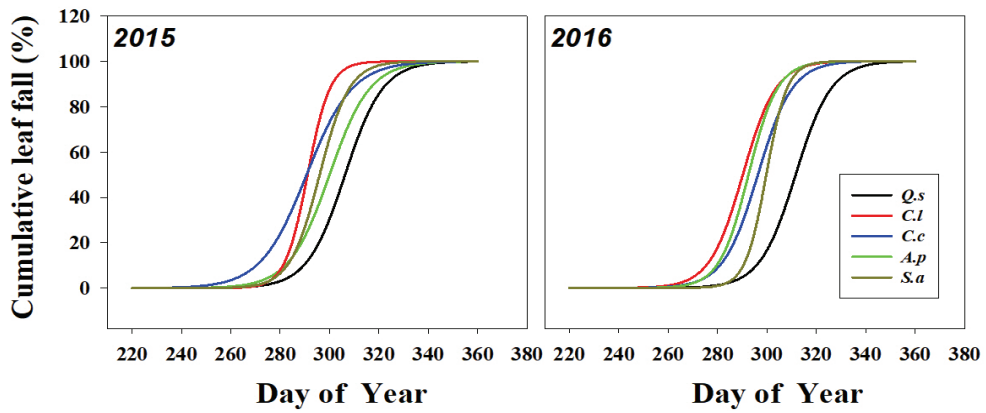 Cumulative leaf fall (%)
120
100
80
60
40
20
0
2015
220 240 260 280 300 320 340 360 380
Day of Year
2016
Q.s
C.l
C.c
A.p
S.a
220 240 260 280 300 320 340 360 380
Day of Year